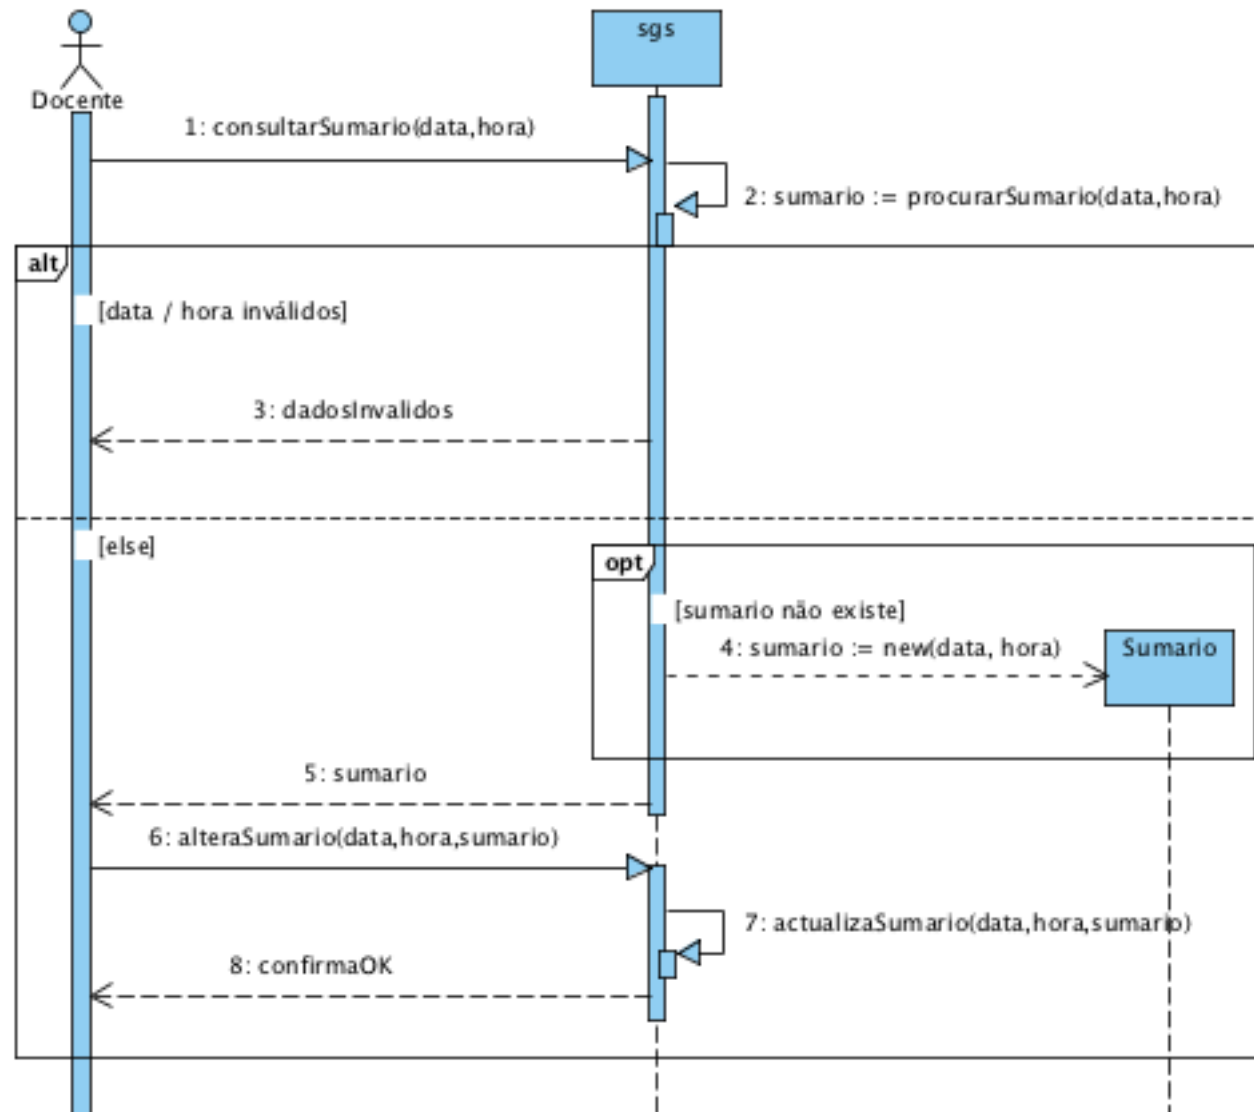 sgs
Docente
1: consultarSumario(data,hora)
2: sumario := procurarSumario(data,hora)
alt
[data / hora inválidos]
3: dadosInvalidos
[else]
opt
[sumario não existe]
4: sumario := new(data, hora)
Sumario
5: sumario
6: alteraSumario(data,hora,sumario)
7: actualizaSumario(data,hora,sumario)
8: confirmaOK